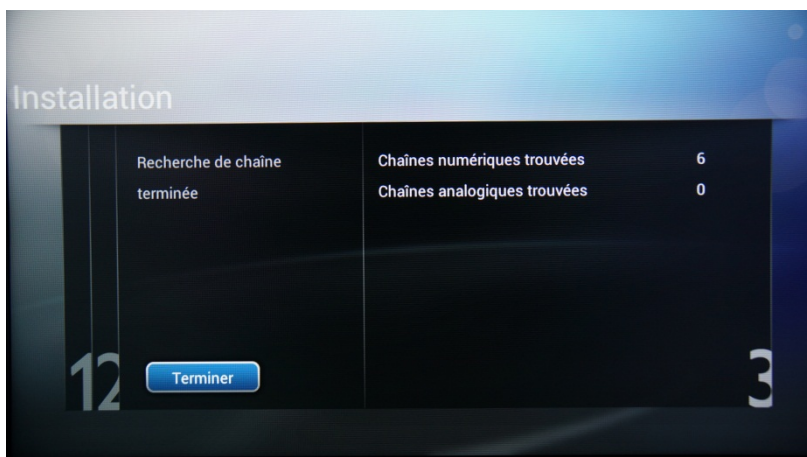 Installation
Recherche de chaîne
terminée
Chaînes numériques trouvées 6
Chaînes analogiques trouvées 0
12
Terminer
3